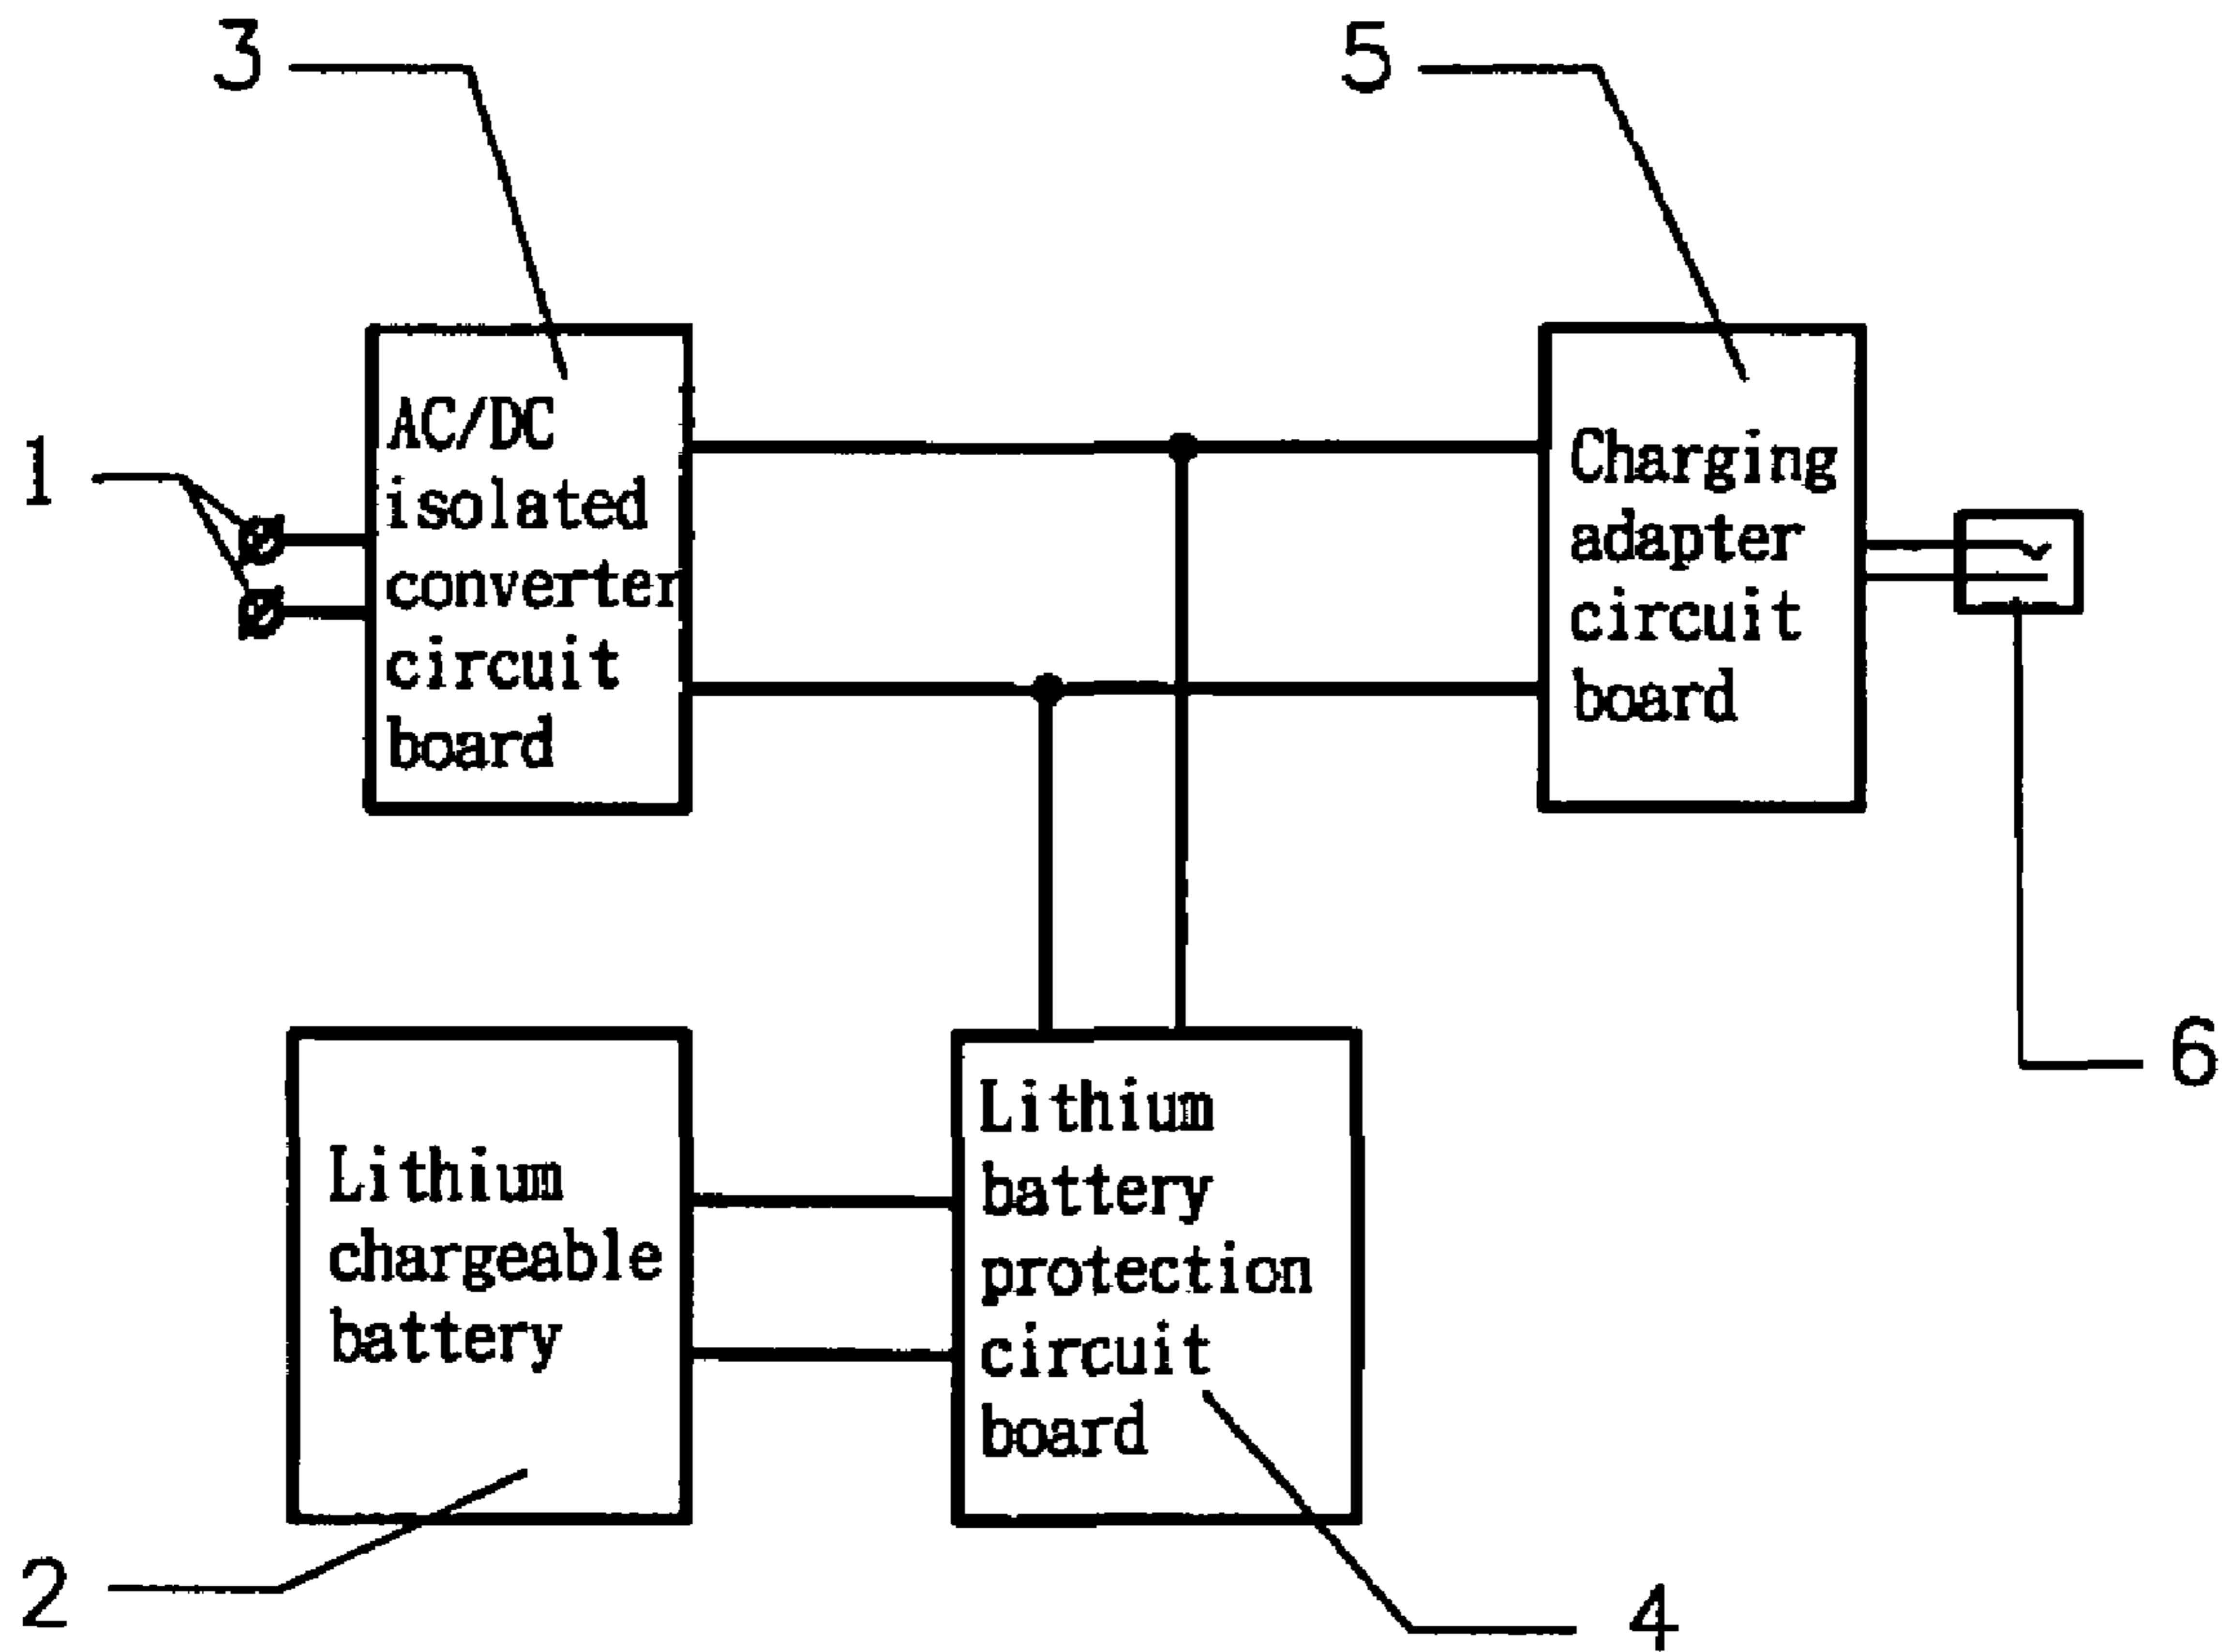 3
5
1
AC/DC
isolated
converter
circuit
board
Charging
adapter
circuit
board
6
Lithium
chargeable
battery
Lithium
battery
protection
circuit
board
2
4